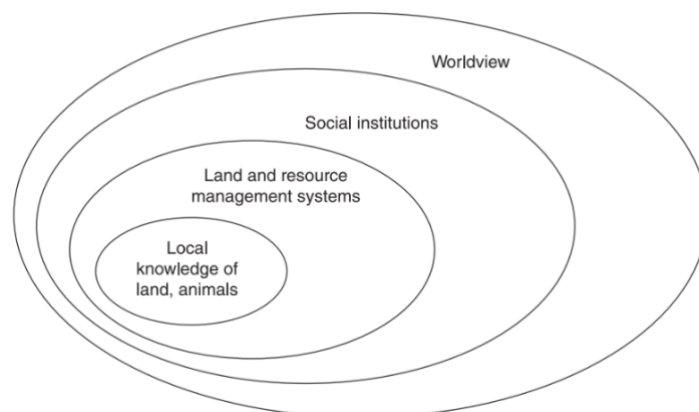 Worldview
Social institutions
Land and resource
management systems
Local
knowledge of
land, animals